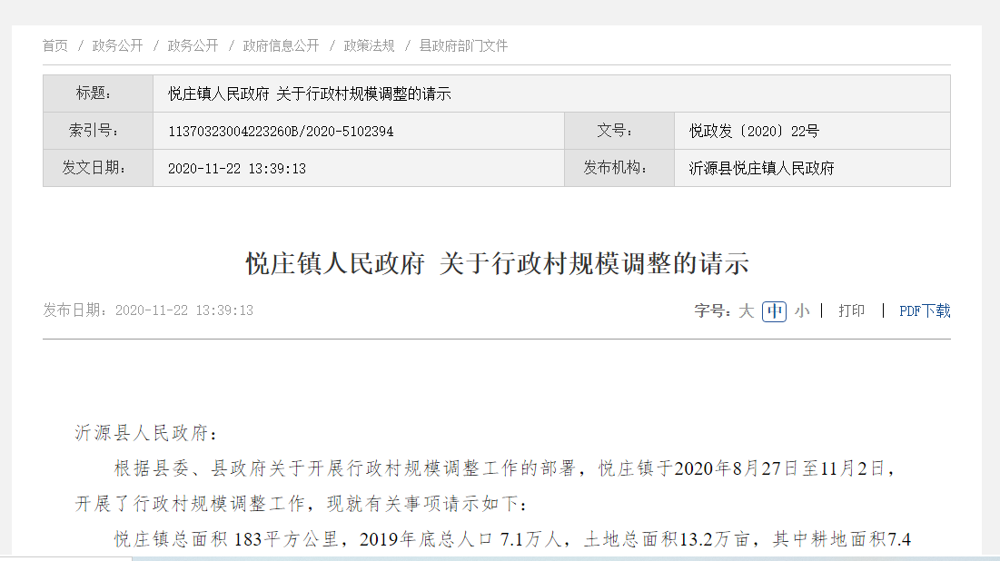 首页 / 政务公开 / 政务公开 / 政府信息公开 / 政策法规 / 县政府部门文件
标题： 悦庄镇人民政府 关于行政村规模调整的请示
索引号： 11370323004223260B/2020-5102394 文号： 悦政发〔2020〕22号
发文日期： 2020-11-22 13:39:13 发布机构： 沂源县悦庄镇人民政府
悦庄镇人民政府 关于行政村规模调整的请示
发布日期：2020-11-22 13:39:13 字号：大 中 小 | 打印 | PDF下载
沂源县人民政府：
根据县委、县政府关于开展行政村规模调整工作的部署，悦庄镇于2020年8月27日至11月2日，
开展了行政村规模调整工作，现就有关事项请示如下：
悦庄镇总面积 183平方公里，2019年底总人口 7.1万人，土地总面积13.2万亩，其中耕地面积7.4